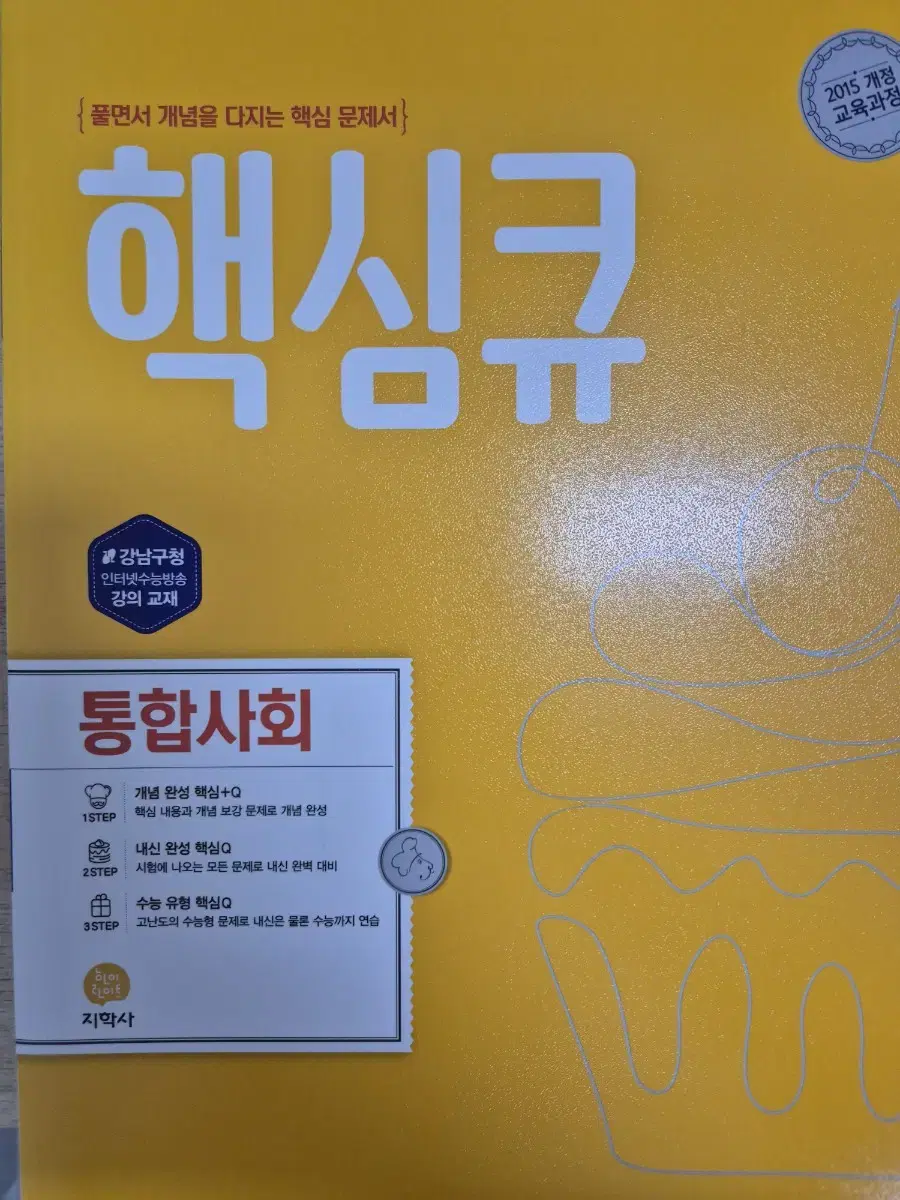 {풀면서 개념을 다지는 핵심 문제서}
2015 개정
교육과정
핵심큐
강남구청
인터넷수능방송
강의 교재
통합사회
1STEP
개념 완성 핵심+Q
핵심 내용과 개념 보강 문제로 개념 완성
2STEP
내신 완성 핵심Q
시험에 나오는 모든 문제로 내신 완벽 대비
3STEP
수능 유형 핵심Q
고난도의 수능형 문제로 내신은 물론 수능까지 연습
지학사